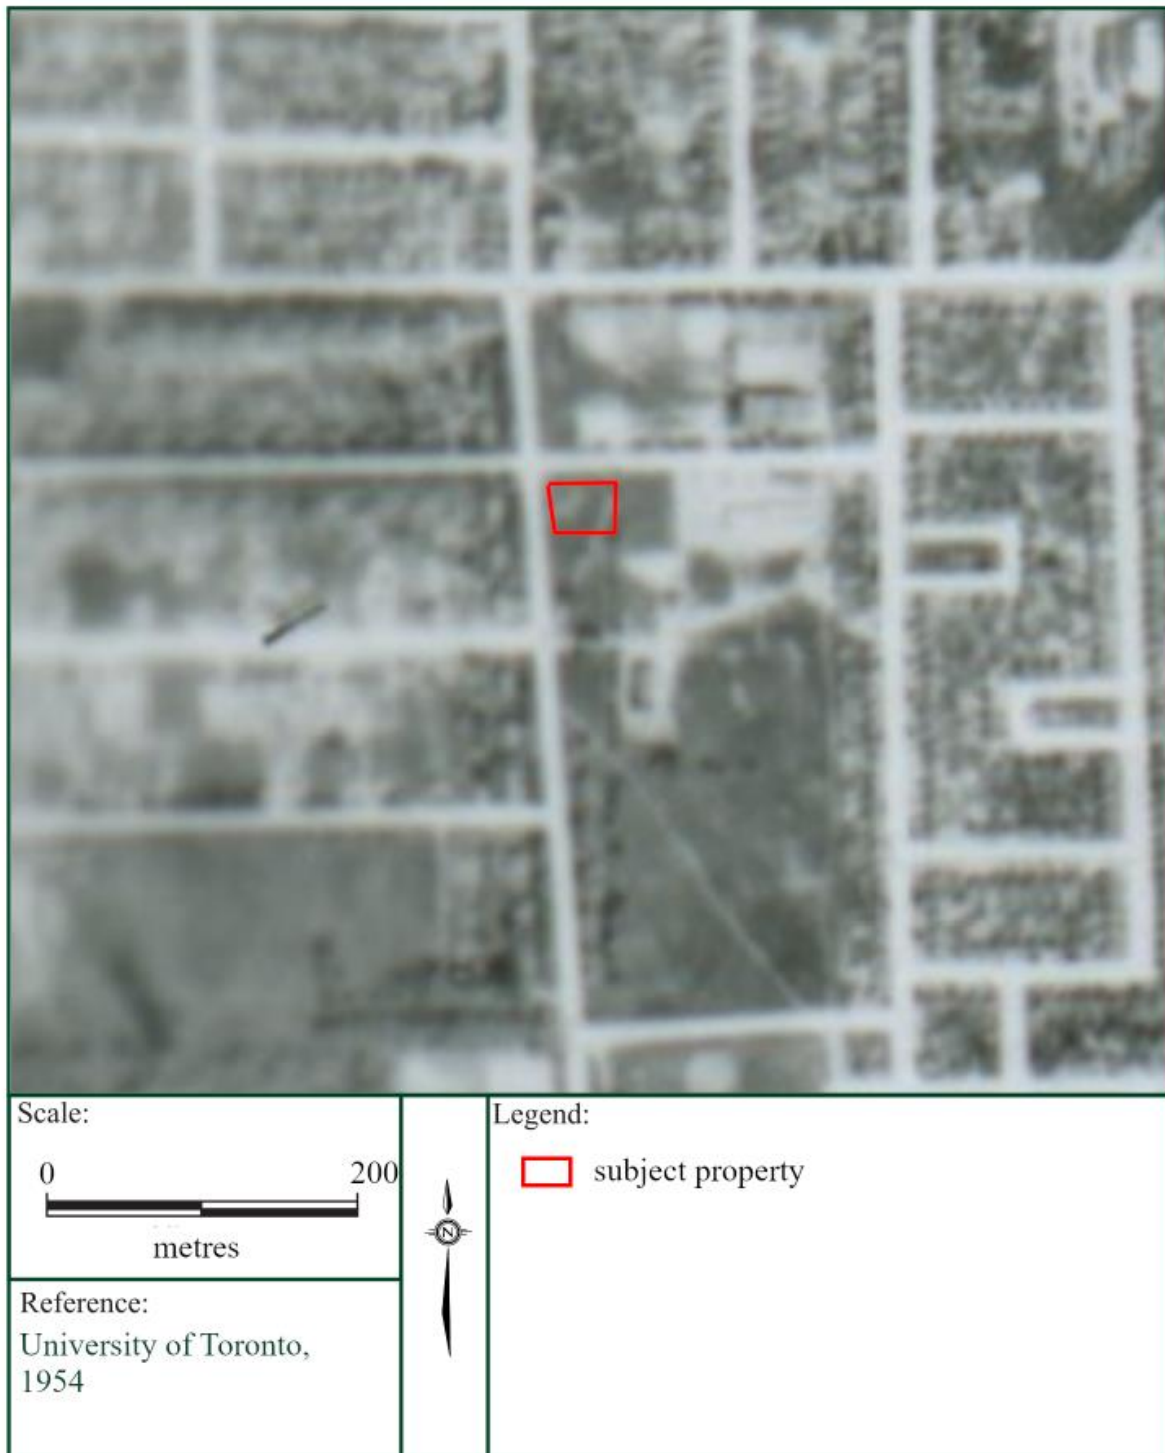 Scale:
0 200
metres
Reference:
University of Toronto,
1954
N
Legend:
subject property